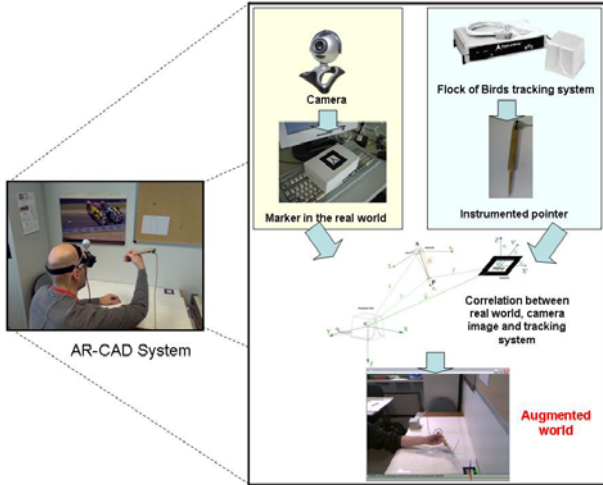 Camera
Flock of Birds tracking system
Marker in the real world
Instrumented pointer
AR-CAD System
Correlation between
real world, camera
image and tracking
system
Augmented
world